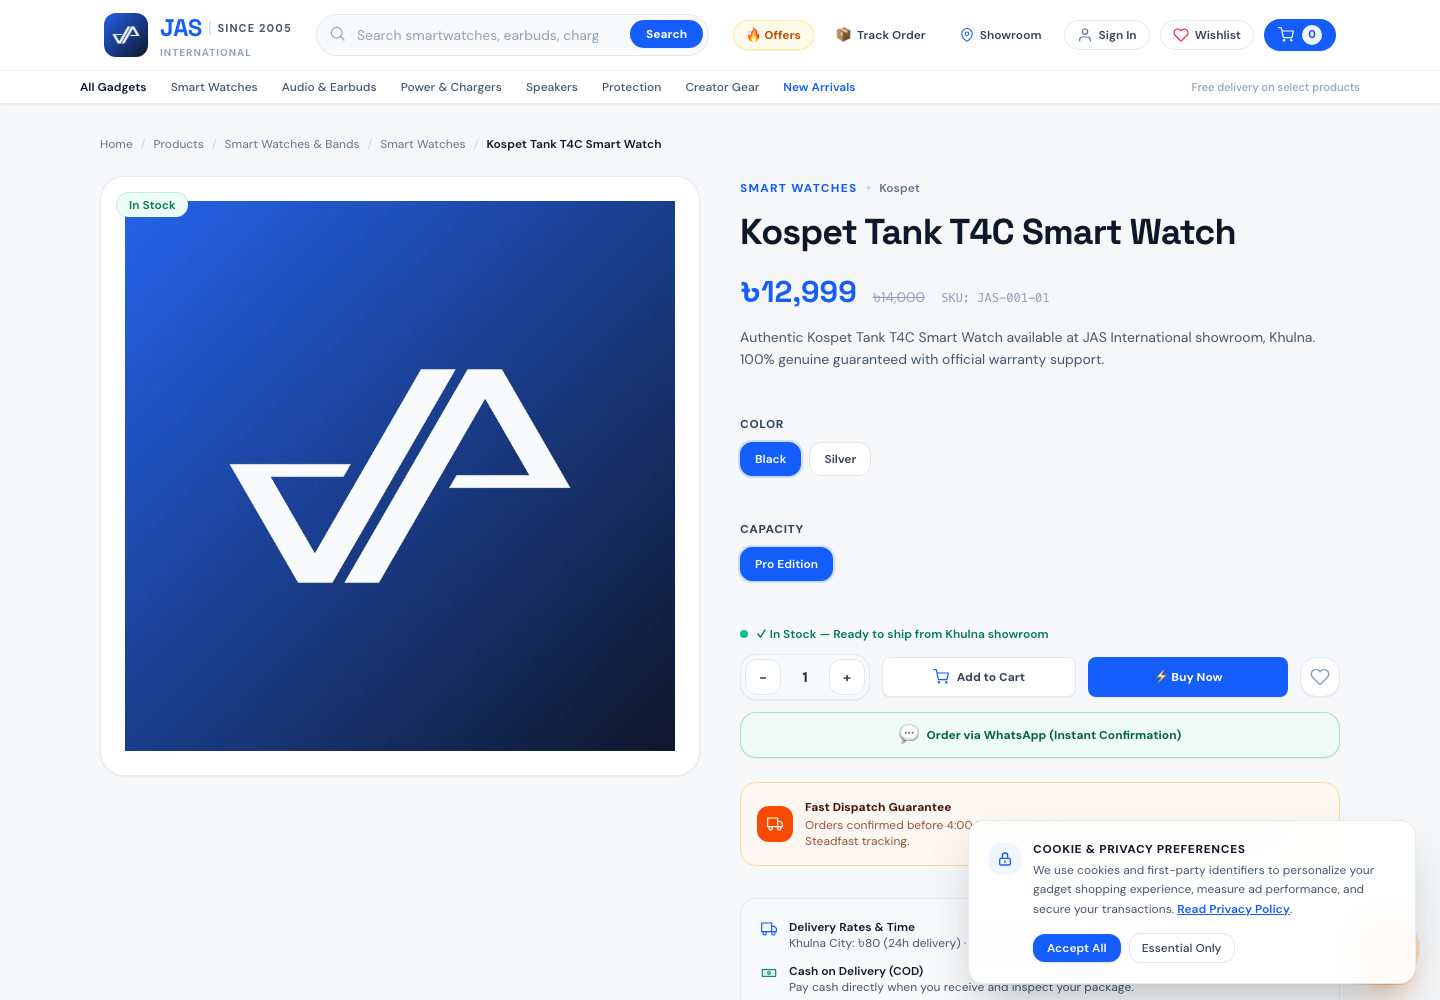 JAS SINCE 2005
INTERNATIONAL
Search smartwatches, earbuds, charg
Search
🔥 Offers
📦 Track Order
Showroom
Sign In
Wishlist
0
All Gadgets
Smart Watches
Audio & Earbuds
Power & Chargers
Speakers
Protection
Creator Gear
New Arrivals
Free delivery on select products
Home / Products / Smart Watches & Bands / Smart Watches / Kospet Tank T4C Smart Watch
In Stock
SMART WATCHES • Kospet
Kospet Tank T4C Smart Watch
৳12,999 ৳14,000 SKU: JAS-001-01
Authentic Kospet Tank T4C Smart Watch available at JAS International showroom, Khulna.
100% genuine guaranteed with official warranty support.
COLOR
Black
Silver
CAPACITY
Pro Edition
✓ In Stock — Ready to ship from Khulna showroom
- 1 +
Add to Cart
⚡ Buy Now
💬 Order via WhatsApp (Instant Confirmation)
Fast Dispatch Guarantee
Orders confirmed before 4:00
Steadfast tracking.
Delivery Rates & Time
Khulna City: ৳80 (24h delivery) ·
Cash on Delivery (COD)
Pay cash directly when you receive and inspect your package.
COOKIE & PRIVACY PREFERENCES
We use cookies and first-party identifiers to personalize your
gadget shopping experience, measure ad performance, and
secure your transactions. Read Privacy Policy.
Accept All
Essential Only